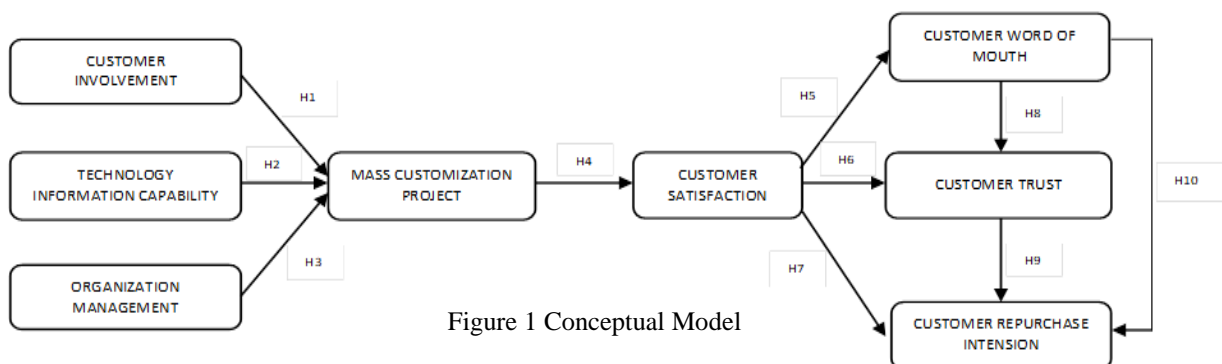 CUSTOMER
INVOLVEMENT
H1
TECHNOLOGY
INFORMATION CAPABILITY
H2
ORGANIZATION
MANAGEMENT
H3
MASS CUSTOMIZATION
PROJECT
H4
CUSTOMER
SATISFACTION
H5
H6
H7
CUSTOMER WORD OF
MOUTH
H8
CUSTOMER TRUST
H9
H10
CUSTOMER REPURCHASE
INTENSION
Figure 1 Conceptual Model